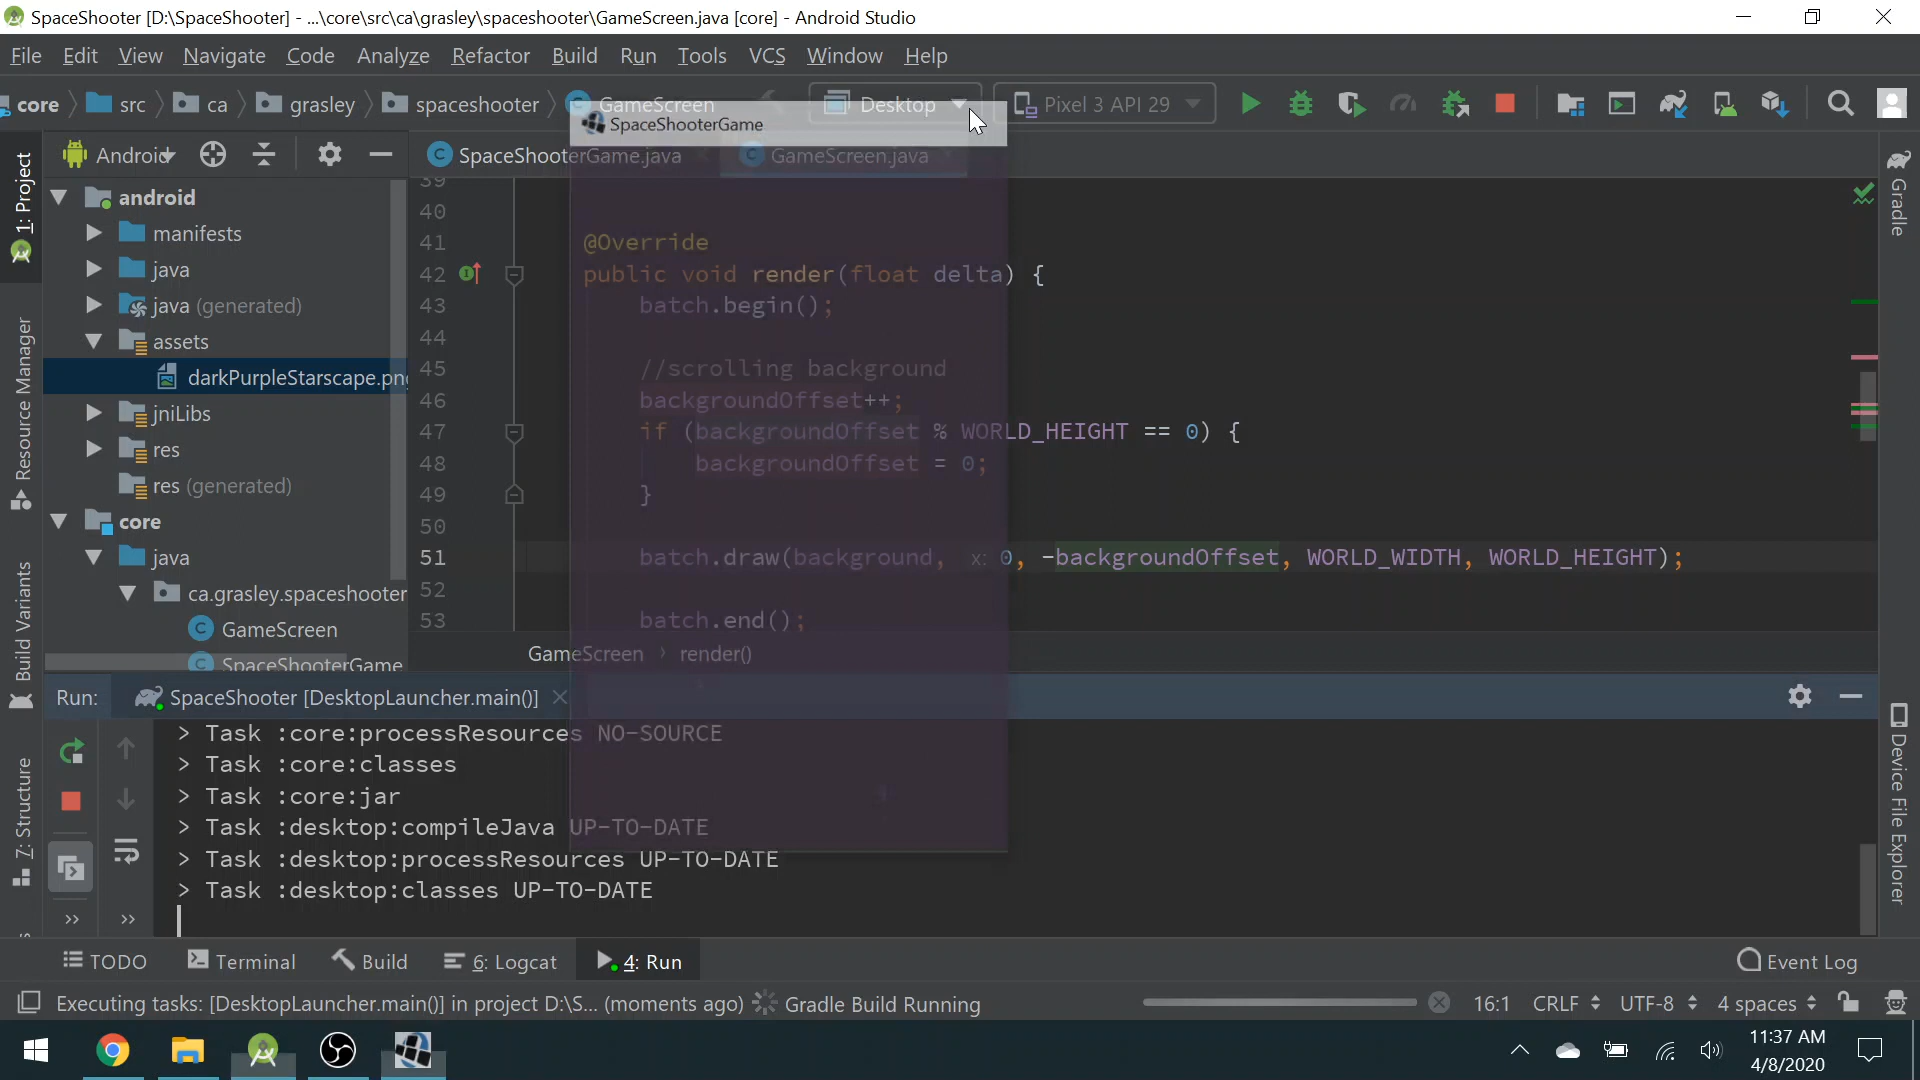 SpaceShooter [D:\SpaceShooter] - ...\core\src\ca\grasley\spaceshooter\GameScreen.java [core] - Android Studio
File Edit View Navigate Code Analyze Refactor Build Run Tools VCS Window Help
core src ca grasley spaceshooter GameScreen Desktop Pixel 3 API 29
SpaceShooterGame
Android SpaceShooterGame.java GameScreen.java
1: Project
Resource Manager
Build Variants
7: Structure
android
manifests
java
java (generated)
assets
darkPurpleStarscape.png
jniLibs
res
res (generated)
core
java
ca.grasley.spaceshooter
GameScreen
SpaceShooterGame
39
40
41 @Override
42 public void render(float delta) {
43 batch.begin();
44
45 //scrolling background
46 backgroundOffset++;
47 if (backgroundOffset % WORLD_HEIGHT == 0) {
48 backgroundOffset = 0;
49 }
50
51 batch.draw(background, x: 0, -backgroundOffset, WORLD_WIDTH, WORLD_HEIGHT);
52
53 batch.end();
GameScreen › render()
Gradle
Device File Explorer
Run: SpaceShooter [DesktopLauncher.main()]
> Task :core:processResources NO-SOURCE
> Task :core:classes
> Task :core:jar
> Task :desktop:compileJava UP-TO-DATE
> Task :desktop:processResources UP-TO-DATE
> Task :desktop:classes UP-TO-DATE
TODO Terminal Build 6: Logcat 4: Run Event Log
Executing tasks: [DesktopLauncher.main()] in project D:\S... (moments ago) Gradle Build Running 16:1 CRLF UTF-8 4 spaces
11:37 AM
4/8/2020